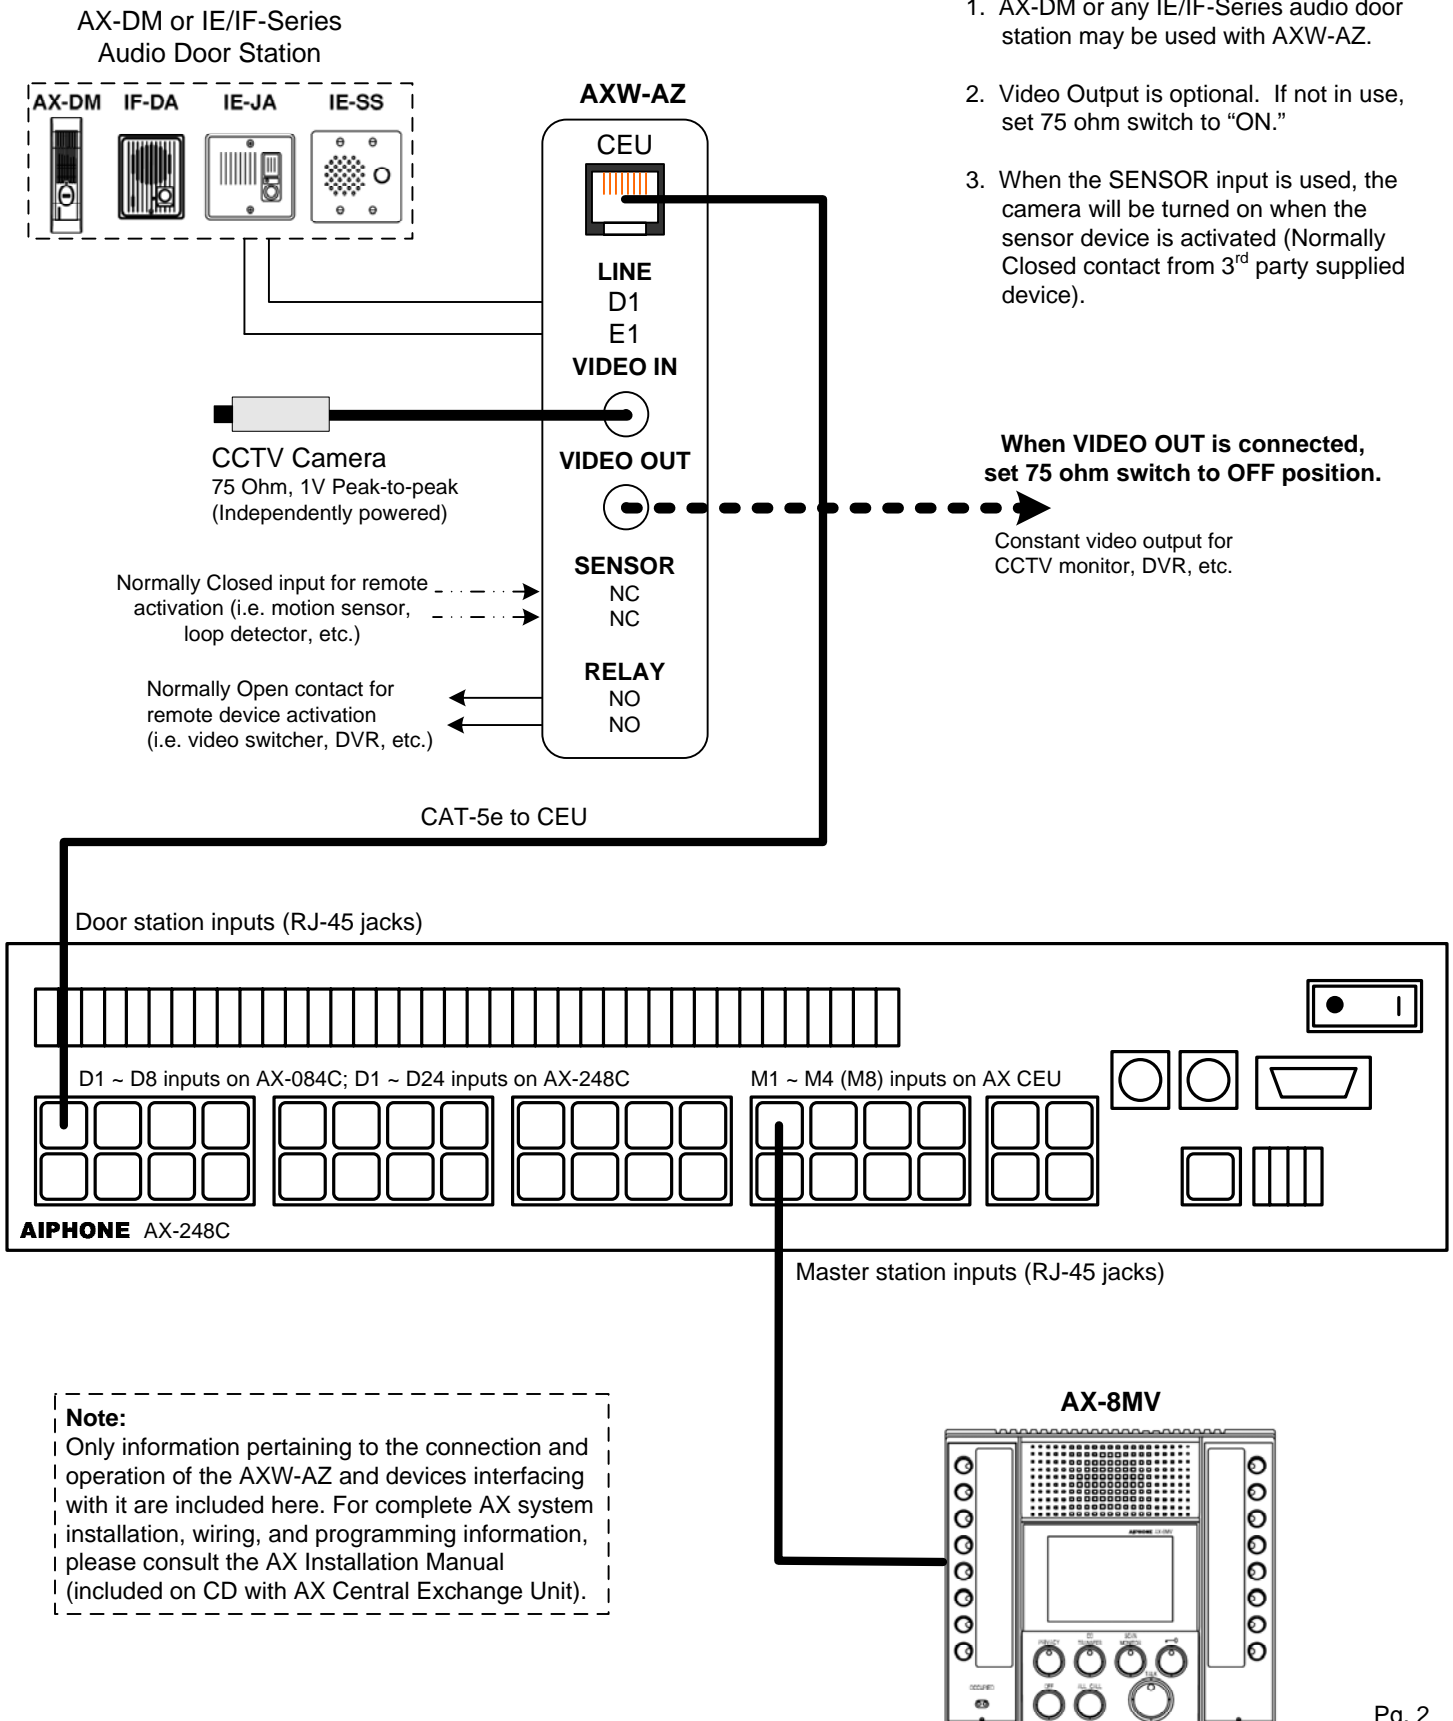 AX-DM or IE/IF-Series
Audio Door Station
AX-DM IF-DA IE-JA IE-SS
1. AX-DM or any IE/IF-Series audio door
station may be used with AXW-AZ.
2. Video Output is optional. If not in use,
set 75 ohm switch to “ON.”
3. When the SENSOR input is used, the
camera will be turned on when the
sensor device is activated (Normally
Closed contact from 3rd party supplied
device).
AXW-AZ
CEU
LINE
D1
E1
VIDEO IN
VIDEO OUT
SENSOR
NC
NC
RELAY
NO
NO
CCTV Camera
75 Ohm, 1V Peak-to-peak
(Independently powered)
When VIDEO OUT is connected,
set 75 ohm switch to OFF position.
Constant video output for
CCTV monitor, DVR, etc.
Normally Closed input for remote
activation (i.e. motion sensor,
loop detector, etc.)
Normally Open contact for
remote device activation
(i.e. video switcher, DVR, etc.)
CAT-5e to CEU
Door station inputs (RJ-45 jacks)
D1 ~ D8 inputs on AX-084C; D1 ~ D24 inputs on AX-248C
M1 ~ M4 (M8) inputs on AX CEU
AIPHONE AX-248C
Master station inputs (RJ-45 jacks)
Note:
Only information pertaining to the connection and
operation of the AXW-AZ and devices interfacing
with it are included here. For complete AX system
installation, wiring, and programming information,
please consult the AX Installation Manual
(included on CD with AX Central Exchange Unit).
AX-8MV
AIPHONE AX-8MV
PRIVACY TRANSFER MONITOR
OCCUPIED OFF ALL CALL TALK
Pg. 2